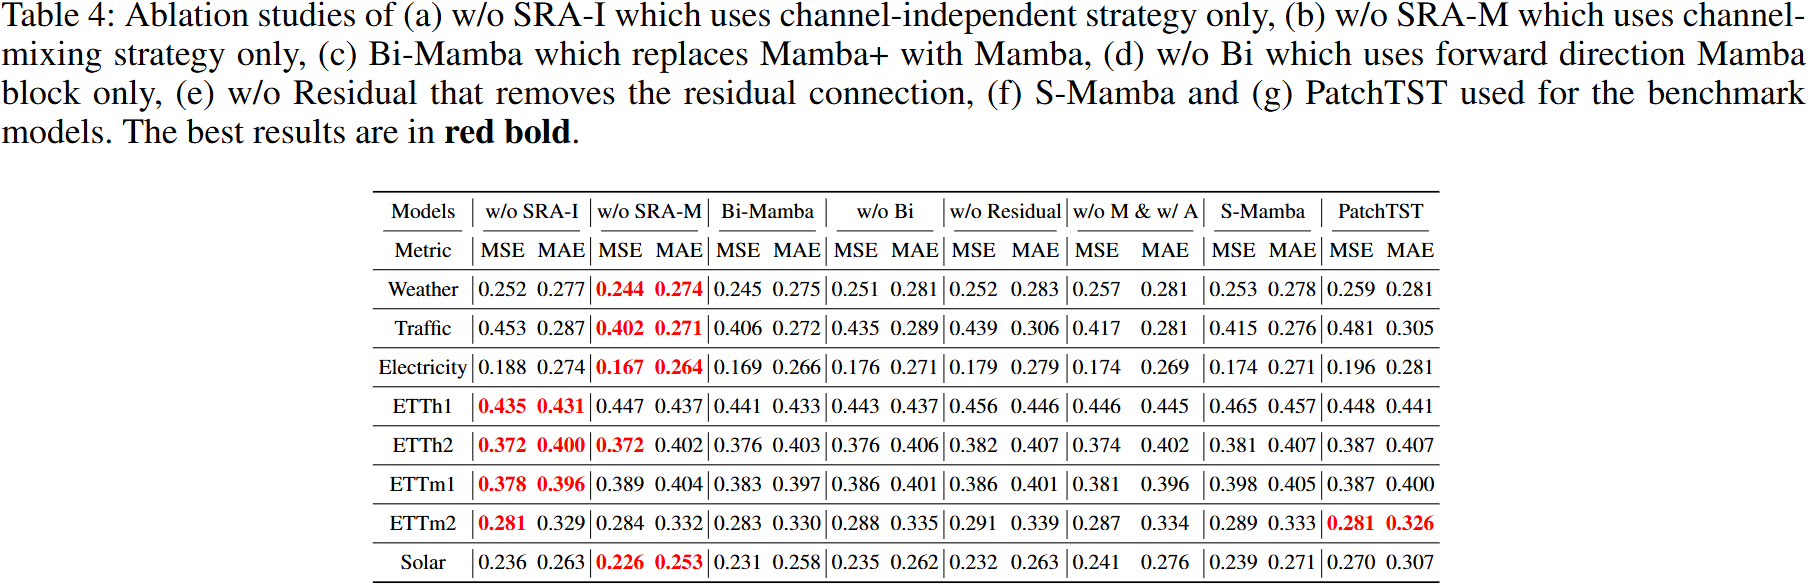 Table 4: Ablation studies of (a) w/o SRA-I which uses channel-independent strategy only, (b) w/o SRA-M which uses channel-
mixing strategy only, (c) Bi-Mamba which replaces Mamba+ with Mamba, (d) w/o Bi which uses forward direction Mamba
block only, (e) w/o Residual that removes the residual connection, (f) S-Mamba and (g) PatchTST used for the benchmark
models. The best results are in red bold.
Models w/o SRA-I w/o SRA-M Bi-Mamba w/o Bi w/o Residual w/o M & w/ A S-Mamba PatchTST
Metric MSE MAE MSE MAE MSE MAE MSE MAE MSE MAE MSE MAE MSE MAE MSE MAE
Weather 0.252 0.277 0.244 0.274 0.245 0.275 0.251 0.281 0.252 0.283 0.257 0.281 0.253 0.278 0.259 0.281
Traffic 0.453 0.287 0.402 0.271 0.406 0.272 0.435 0.289 0.439 0.306 0.417 0.281 0.415 0.276 0.481 0.305
Electricity 0.188 0.274 0.167 0.264 0.169 0.266 0.176 0.271 0.179 0.279 0.174 0.269 0.174 0.271 0.196 0.281
ETTh1 0.435 0.431 0.447 0.437 0.441 0.433 0.443 0.437 0.456 0.446 0.446 0.445 0.465 0.457 0.448 0.441
ETTh2 0.372 0.400 0.372 0.402 0.376 0.403 0.376 0.406 0.382 0.407 0.374 0.402 0.381 0.407 0.387 0.407
ETTm1 0.378 0.396 0.389 0.404 0.383 0.397 0.386 0.401 0.386 0.401 0.381 0.396 0.398 0.405 0.387 0.400
ETTm2 0.281 0.329 0.284 0.332 0.283 0.330 0.288 0.335 0.291 0.339 0.287 0.334 0.289 0.333 0.281 0.326
Solar 0.236 0.263 0.226 0.253 0.231 0.258 0.235 0.262 0.232 0.263 0.241 0.276 0.239 0.271 0.270 0.307